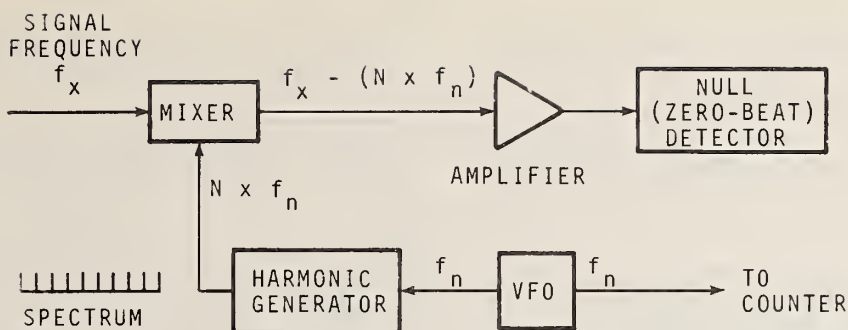 SIGNAL
FREQUENCY
f_x
MIXER
f_x - (N x f_n)
AMPLIFIER
NULL
(ZERO-BEAT)
DETECTOR
N x f_n
SPECTRUM
HARMONIC
GENERATOR
f_n
VFO
f_n
TO
COUNTER